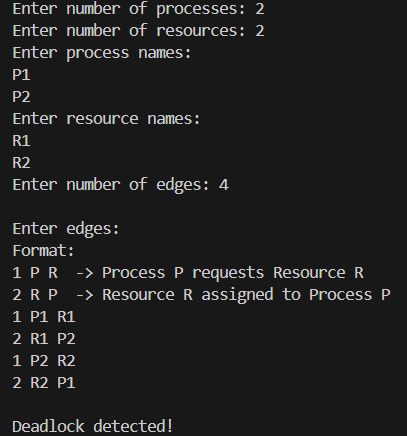 Enter number of processes: 2
Enter number of resources: 2
Enter process names:
P1
P2
Enter resource names:
R1
R2
Enter number of edges: 4
Enter edges:
Format:
1 P R  -> Process P requests Resource R
2 R P  -> Resource R assigned to Process P
1 P1 R1
2 R1 P2
1 P2 R2
2 R2 P1
Deadlock detected!